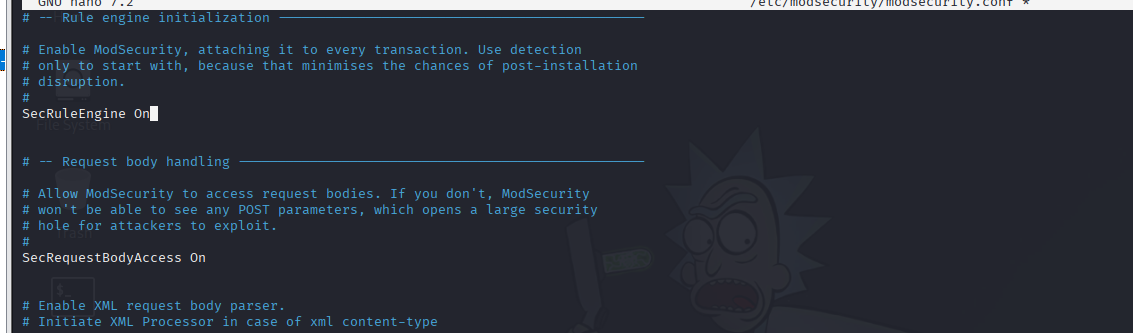 GNU nano 7.2 /etc/modsecurity/modsecurity.conf *
# -- Rule engine initialization ----------------------------------------------
# Enable ModSecurity, attaching it to every transaction. Use detection
# only to start with, because that minimises the chances of post-installation
# disruption.
#
SecRuleEngine On
File System
# -- Request body handling ---------------------------------------------------
# Allow ModSecurity to access request bodies. If you don't, ModSecurity
# won't be able to see any POST parameters, which opens a large security
# hole for attackers to exploit.
Trash
#
SecRequestBodyAccess On
$_
# Enable XML request body parser.
# Initiate XML Processor in case of xml content-type